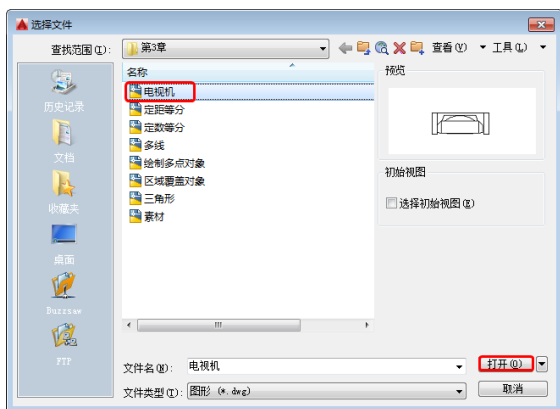 选择文件
查找范围(I):
第3章
查看(V)
工具(L)
历史记录
文档
收藏夹
桌面
Buzzsaw
FTP
名称
电视机
定距等分
定数等分
多线
绘制多点对象
区域覆盖对象
三角形
素材
预览
初始视图
选择初始视图(E)
文件名(N):
电视机
打开(O)
文件类型(T):
图形 (*.dwg)
取消